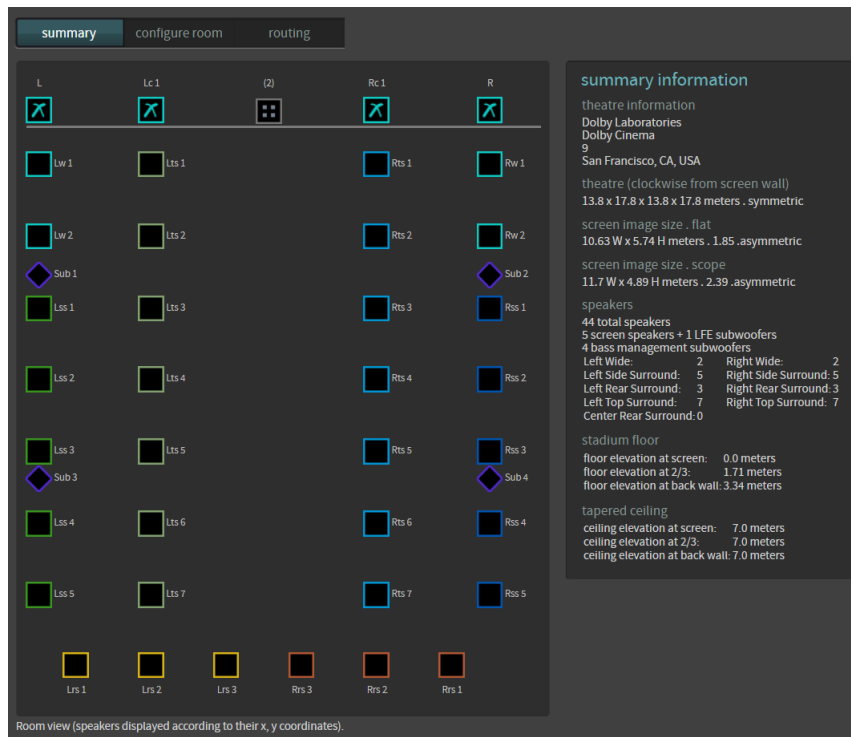 summary configure room routing
L Lc 1 (2) Rc 1 R
Lw 1 Lts 1 Rts 1 Rw 1
Lw 2 Lts 2 Rts 2 Rw 2
Sub 1 Sub 2
Lss 1 Lts 3 Rts 3 Rss 1
Lss 2 Lts 4 Rts 4 Rss 2
Lss 3 Lts 5 Rts 5 Rss 3
Sub 3 Sub 4
Lss 4 Lts 6 Rts 6 Rss 4
Lss 5 Lts 7 Rts 7 Rss 5
Lrs 1 Lrs 2 Lrs 3 Rrs 3 Rrs 2 Rrs 1
Room view (speakers displayed according to their x, y coordinates).
summary information
theatre information
Dolby Laboratories
Dolby Cinema
9
San Francisco, CA, USA
theatre (clockwise from screen wall)
13.8 x 17.8 x 13.8 x 17.8 meters . symmetric
screen image size . flat
10.63 W x 5.74 H meters . 1.85 .asymmetric
screen image size . scope
11.7 W x 4.89 H meters . 2.39 .asymmetric
speakers
44 total speakers
5 screen speakers + 1 LFE subwoofers
4 bass management subwoofers
Left Wide: 2 Right Wide: 2
Left Side Surround: 5 Right Side Surround: 5
Left Rear Surround: 3 Right Rear Surround: 3
Left Top Surround: 7 Right Top Surround: 7
Center Rear Surround: 0
stadium floor
floor elevation at screen: 0.0 meters
floor elevation at 2/3: 1.71 meters
floor elevation at back wall: 3.34 meters
tapered ceiling
ceiling elevation at screen: 7.0 meters
ceiling elevation at 2/3: 7.0 meters
ceiling elevation at back wall: 7.0 meters